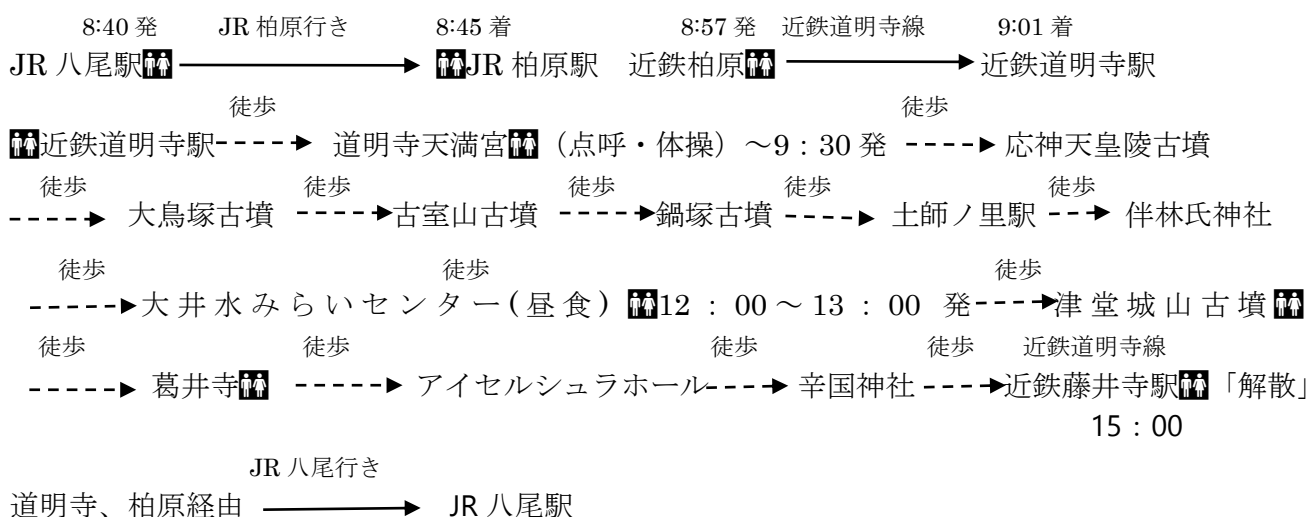 8:40 発 JR 柏原行き 8:45 着 8:57 発 近鉄道明寺線 9:01 着
JR 八尾駅🚻 🚻JR 柏原駅 近鉄柏原🚻 近鉄道明寺駅
徒歩 徒歩
🚻近鉄道明寺駅 道明寺天満宮🚻（点呼・体操）～9：30 発 応神天皇陵古墳
徒歩 徒歩 徒歩 徒歩 徒歩
大鳥塚古墳 古室山古墳 鍋塚古墳 土師ノ里駅 伴林氏神社
徒歩 徒歩 徒歩
大井水みらいセンター(昼食) 🚻12：00～13：00 発 津堂城山古墳🚻
徒歩 徒歩 徒歩 徒歩 近鉄道明寺線
葛井寺🚻 アイセルシュラホール 辛国神社 近鉄藤井寺駅🚻「解散」
15：00
JR 八尾行き
道明寺、柏原経由 JR 八尾駅